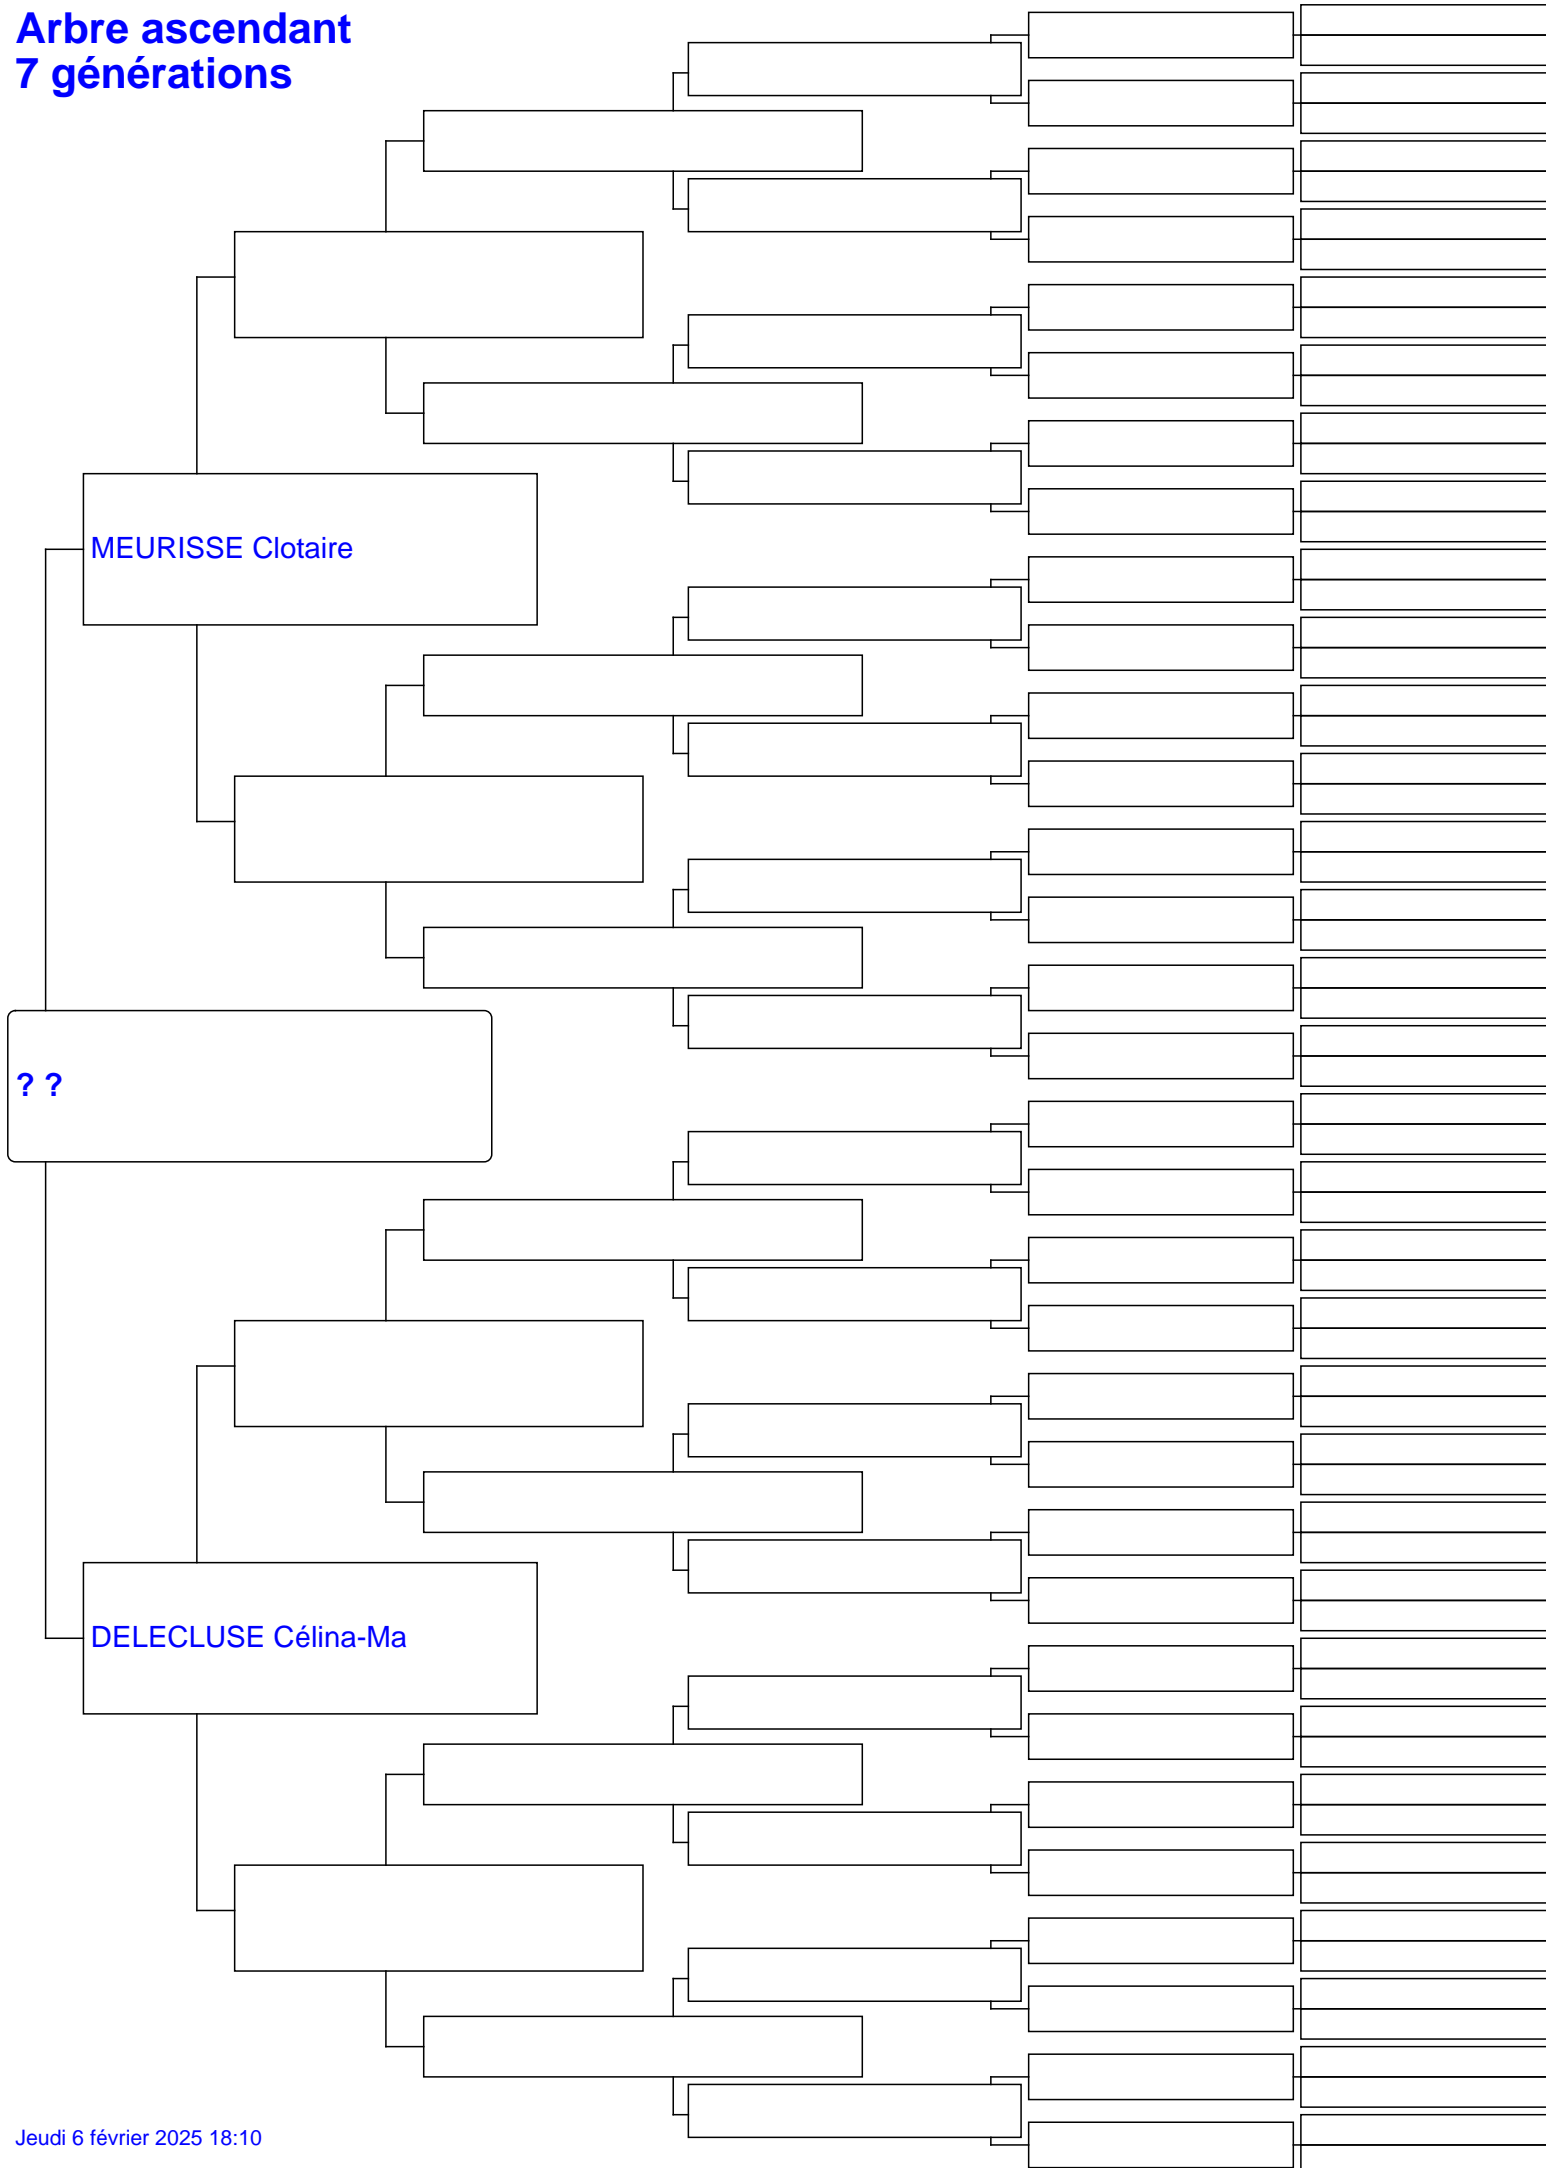 Arbre ascendant
7 générations
MEURISSE Clotaire
? ?
DELECLUSE Célina-Ma
Jeudi 6 février 2025 18:10